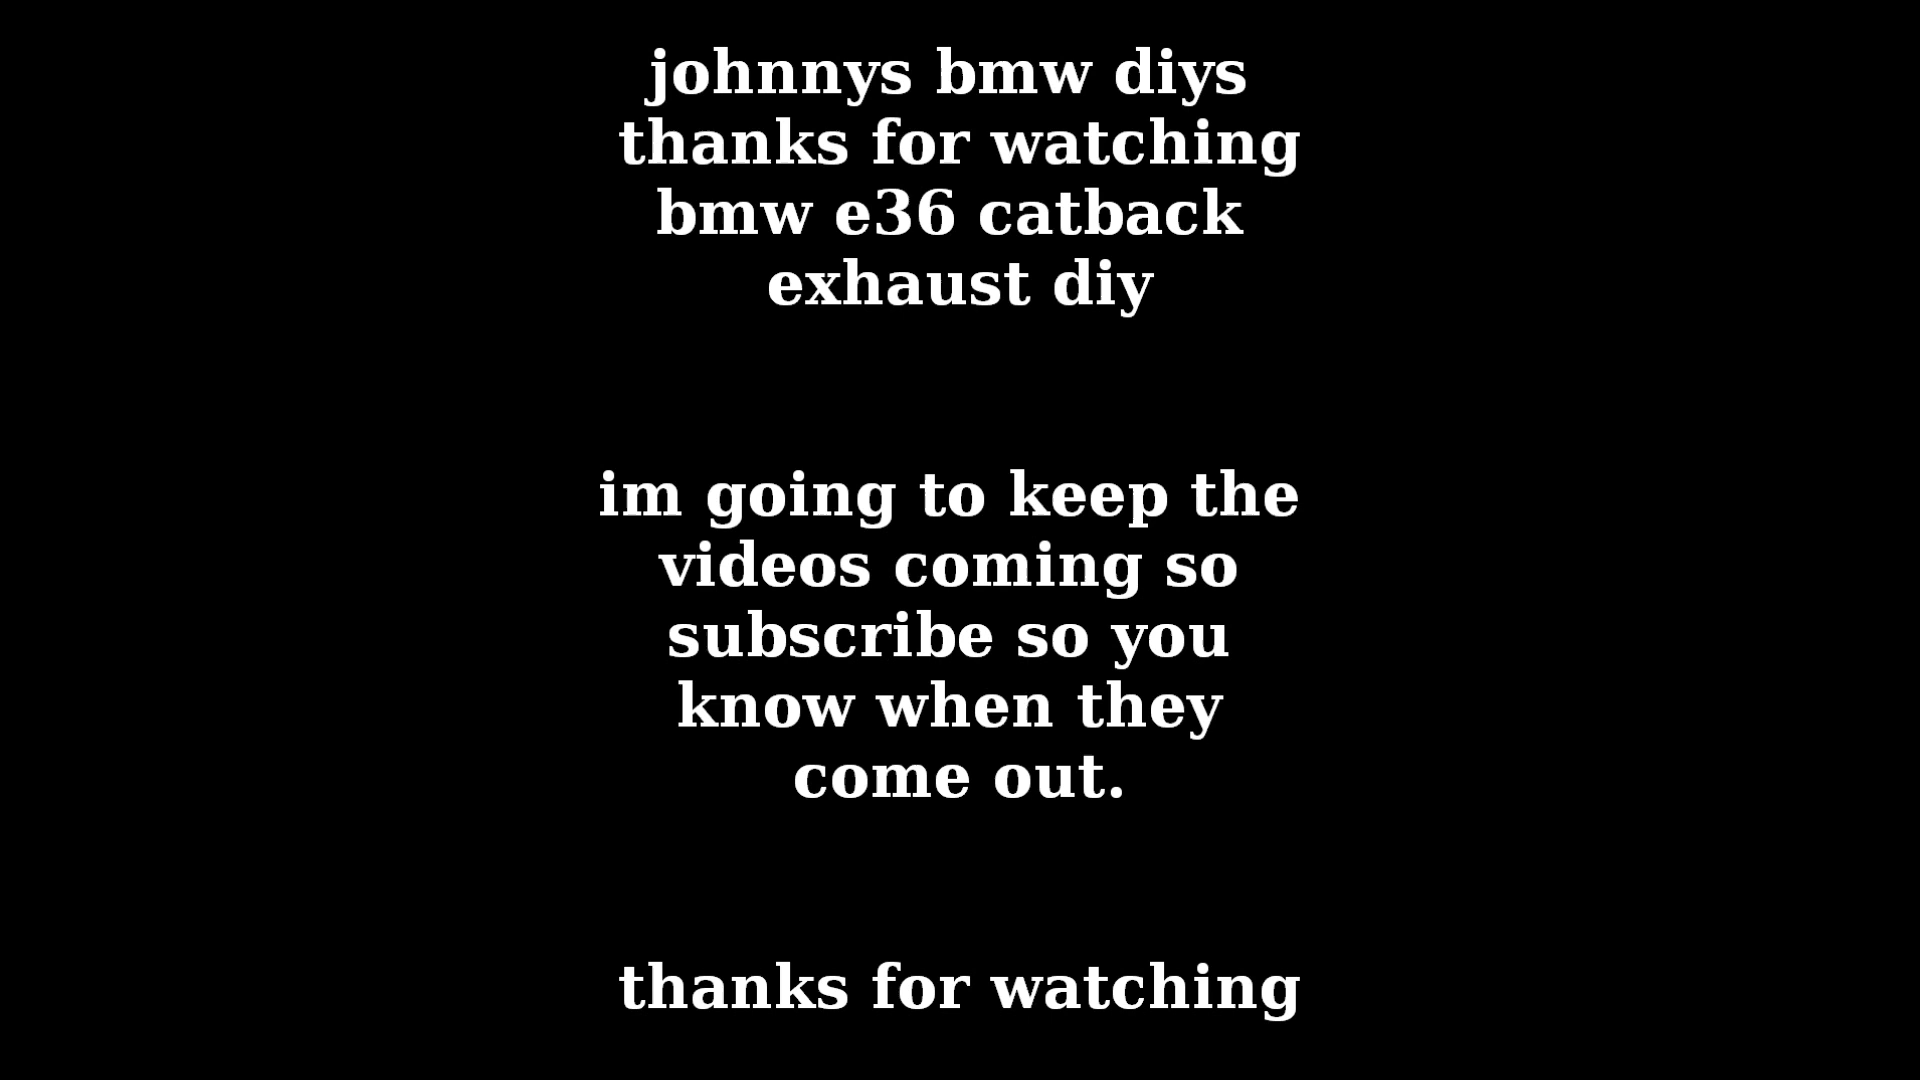 johnnys bmw diys
thanks for watching
bmw e36 catback
exhaust diy
im going to keep the
videos coming so
subscribe so you
know when they
come out.
thanks for watching